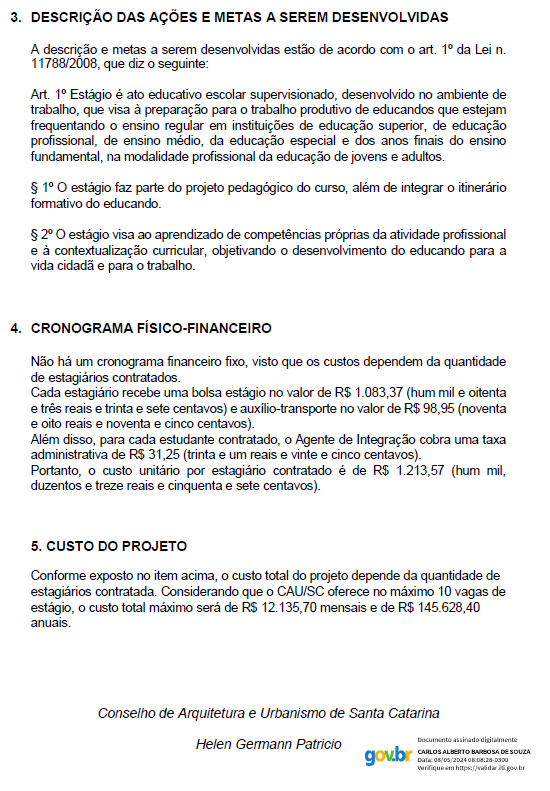 3. DESCRIÇÃO DAS AÇÕES E METAS A SEREM DESENVOLVIDAS
A descrição e metas a serem desenvolvidas estão de acordo com o art. 1º da Lei n.
11788/2008, que diz o seguinte:
Art. 1º Estágio é ato educativo escolar supervisionado, desenvolvido no ambiente de
trabalho, que visa à preparação para o trabalho produtivo de educandos que estejam
frequentando o ensino regular em instituições de educação superior, de educação
profissional, de ensino médio, da educação especial e dos anos finais do ensino
fundamental, na modalidade profissional da educação de jovens e adultos.
§ 1º O estágio faz parte do projeto pedagógico do curso, além de integrar o itinerário
formativo do educando.
§ 2º O estágio visa ao aprendizado de competências próprias da atividade profissional
e à contextualização curricular, objetivando o desenvolvimento do educando para a
vida cidadã e para o trabalho.
4. CRONOGRAMA FÍSICO-FINANCEIRO
Não há um cronograma financeiro fixo, visto que os custos dependem da quantidade
de estagiários contratados.
Cada estagiário recebe uma bolsa estágio no valor de R$ 1.083,37 (hum mil e oitenta
e três reais e trinta e sete centavos) e auxílio-transporte no valor de R$ 98,95 (noventa
e oito reais e noventa e cinco centavos).
Além disso, para cada estudante contratado, o Agente de Integração cobra uma taxa
administrativa de R$ 31,25 (trinta e um reais e vinte e cinco centavos).
Portanto, o custo unitário por estagiário contratado é de R$ 1.213,57 (hum mil,
duzentos e treze reais e cinquenta e sete centavos).
5. CUSTO DO PROJETO
Conforme exposto no item acima, o custo total do projeto depende da quantidade de
estagiários contratada. Considerando que o CAU/SC oferece no máximo 10 vagas de
estágio, o custo total máximo será de R$ 12.135,70 mensais e de R$ 145.628,40
anuais.
Conselho de Arquitetura e Urbanismo de Santa Catarina
Helen Germann Patricio
gov.br
Documento assinado digitalmente
CARLOS ALBERTO BARBOSA DE SOUZA
Data: 08/05/2024 08:08:28-0300
Verifique em https://validar.iti.gov.br